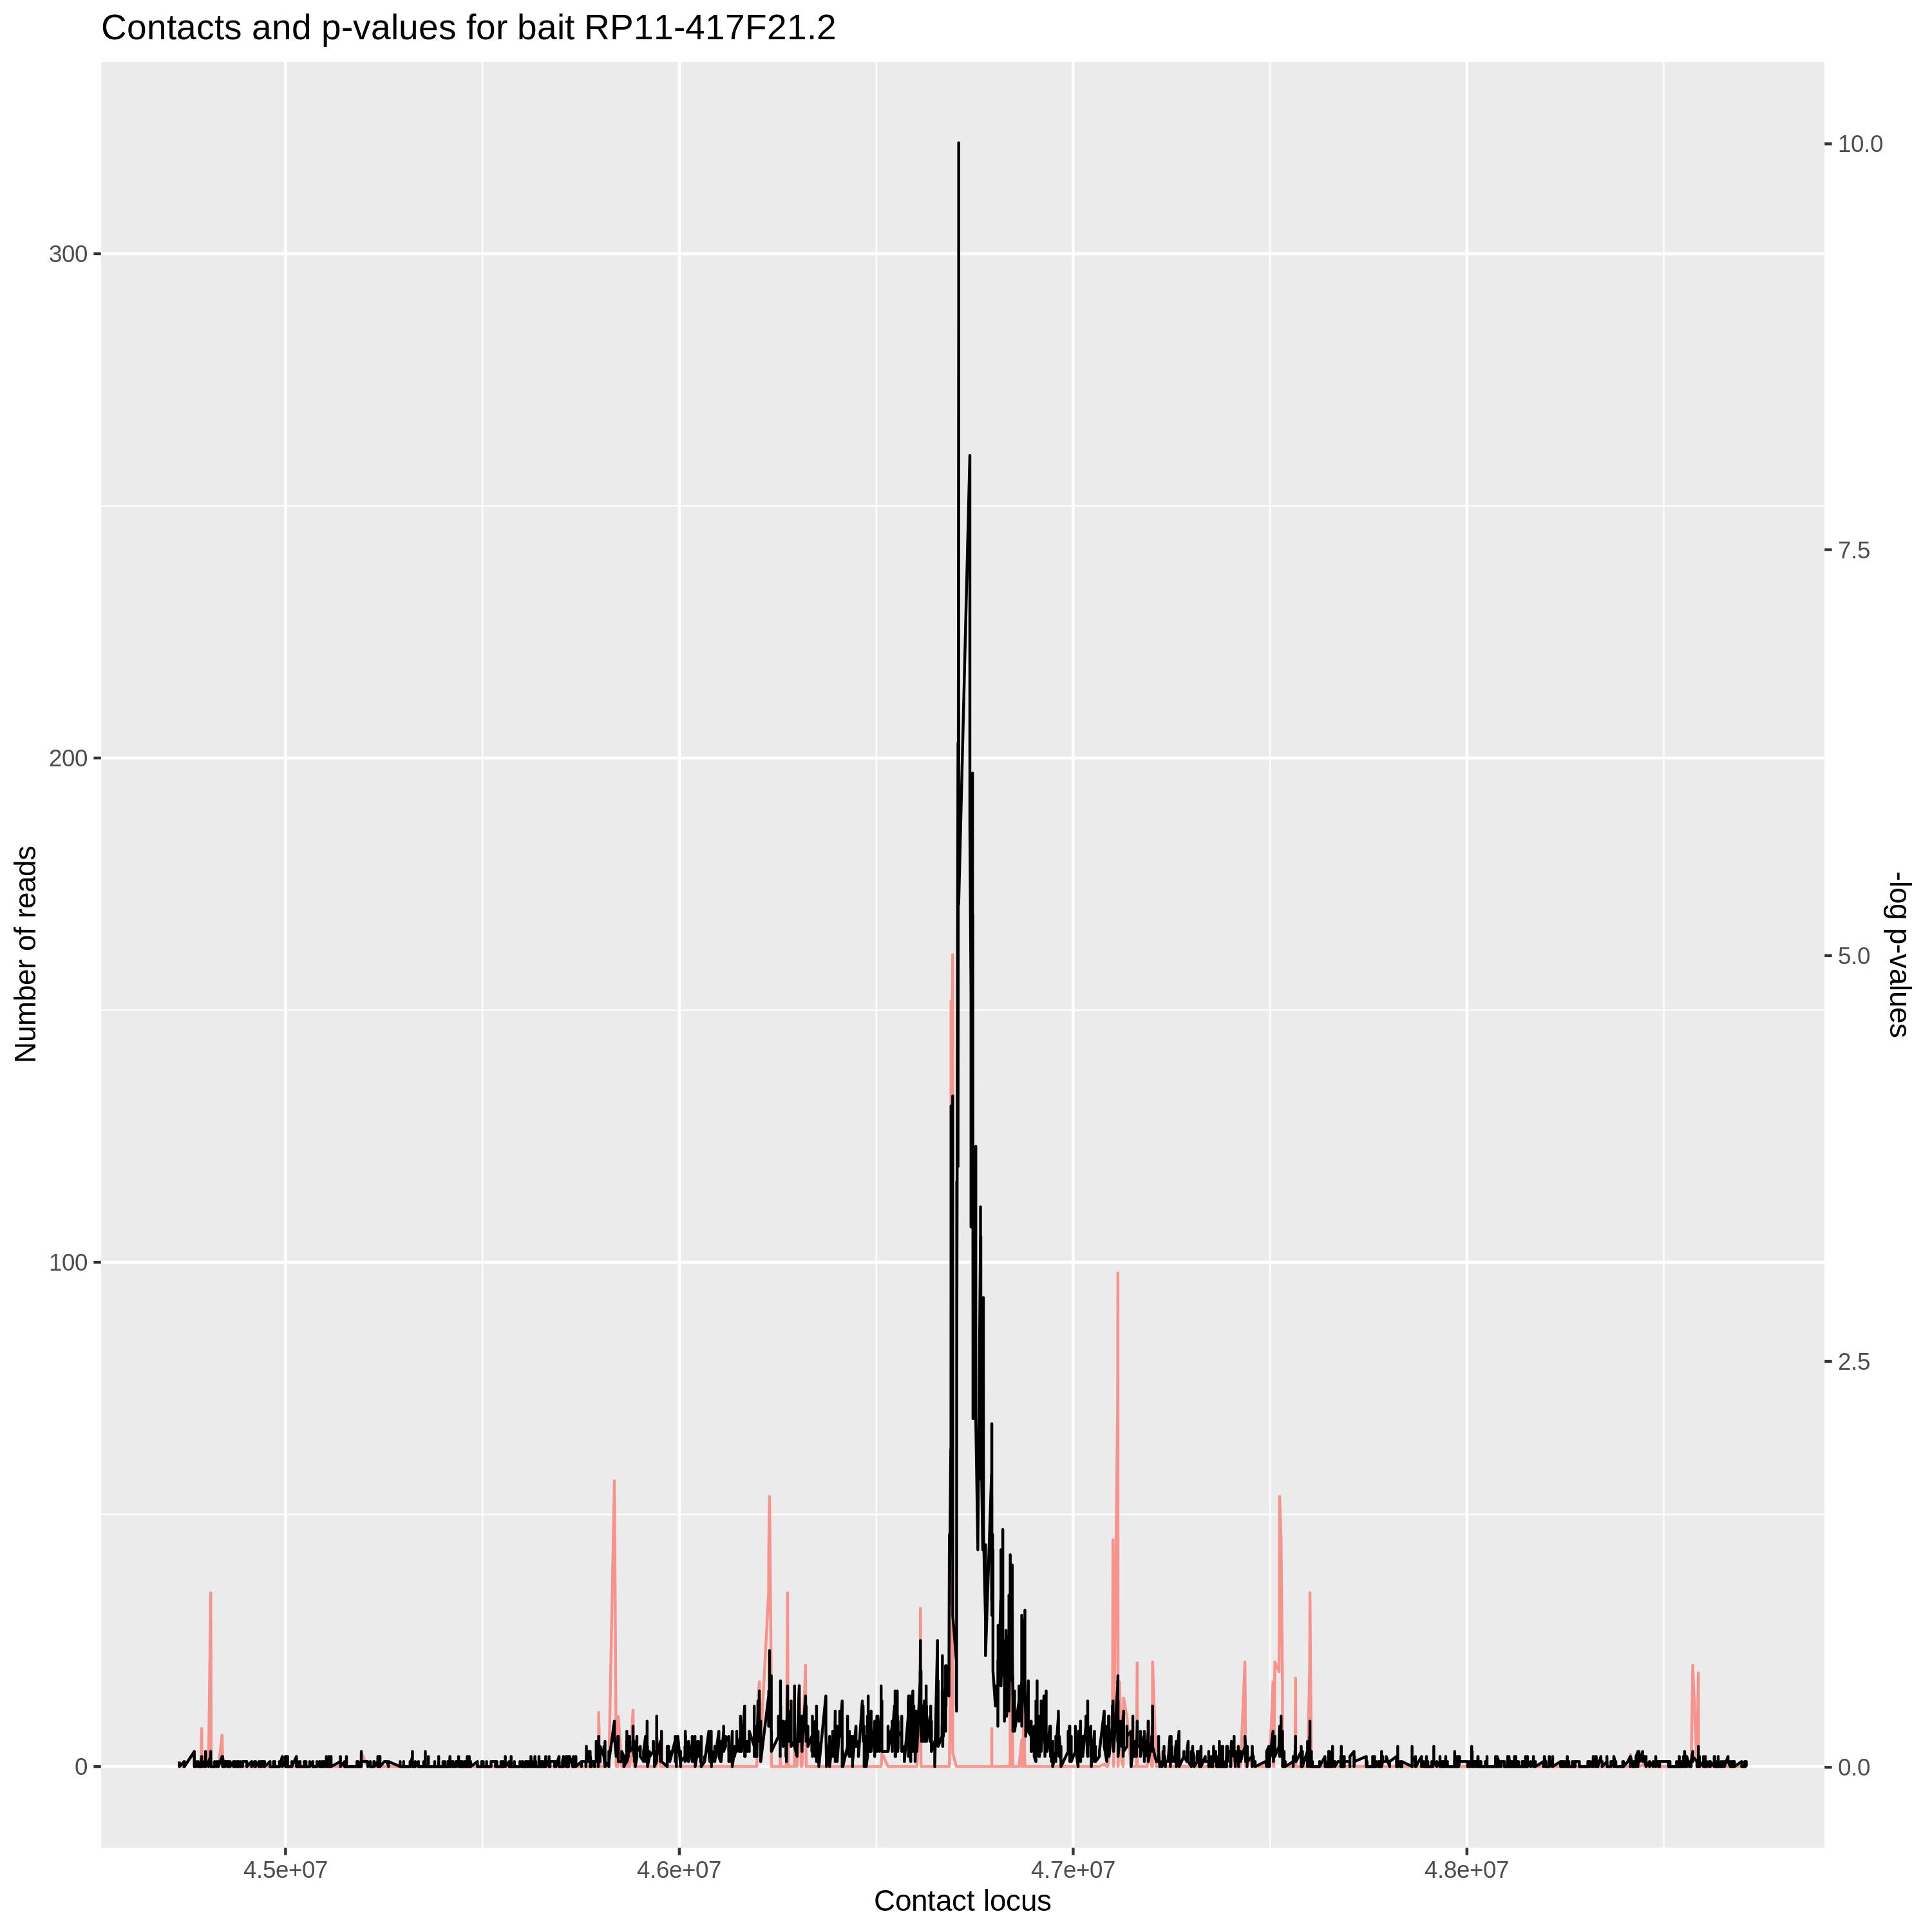 Contacts and p-values for bait RP11-417F21.2
300
200
100
0
Number of reads
10.0
7.5
5.0
2.5
0.0
-log p-values
4.5e+07 4.6e+07 4.7e+07 4.8e+07
Contact locus